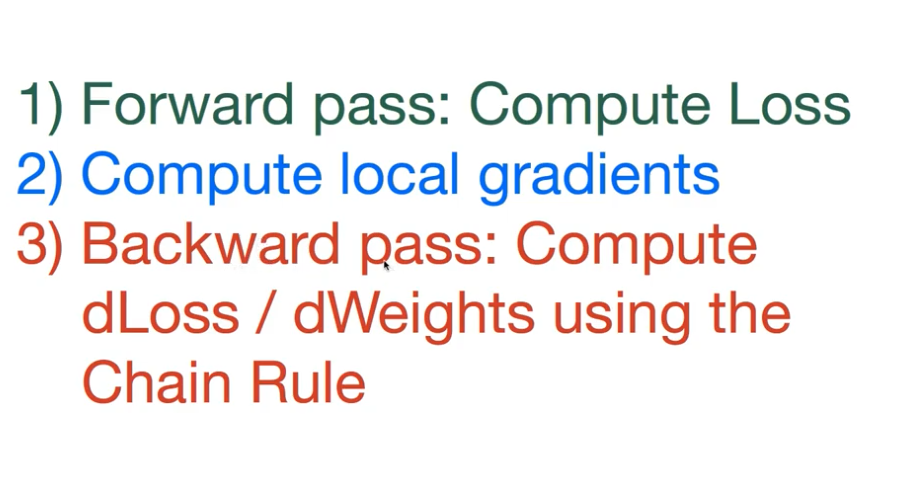 1) Forward pass: Compute Loss
2) Compute local gradients
3) Backward pass: Compute
dLoss / dWeights using the
Chain Rule